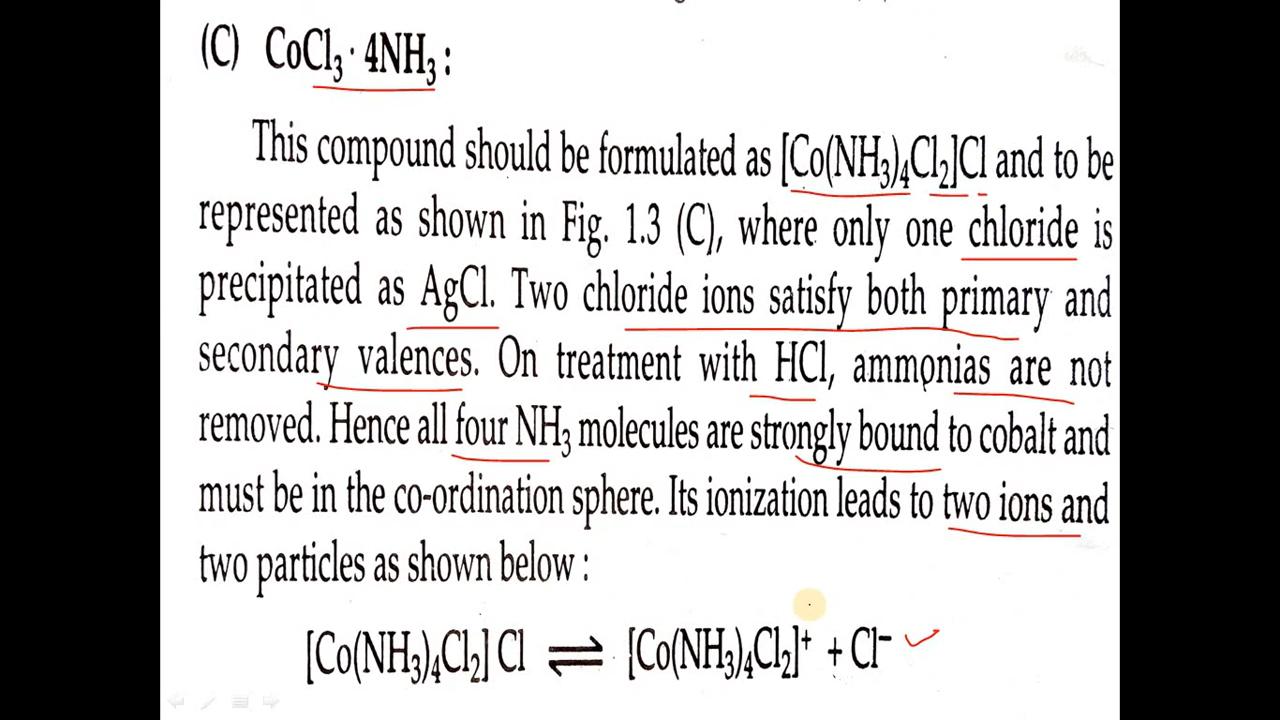 (C) CoCl₃ · 4NH₃ :
This compound should be formulated as [Co(NH₃)₄Cl₂]Cl and to be
represented as shown in Fig. 1.3 (C), where only one chloride is
precipitated as AgCl. Two chloride ions satisfy both primary and
secondary valences. On treatment with HCl, ammonias are not
removed. Hence all four NH₃ molecules are strongly bound to cobalt and
must be in the co-ordination sphere. Its ionization leads to two ions and
two particles as shown below :
[Co(NH₃)₄Cl₂] Cl ⇌ [Co(NH₃)₄Cl₂]⁺ + Cl⁻